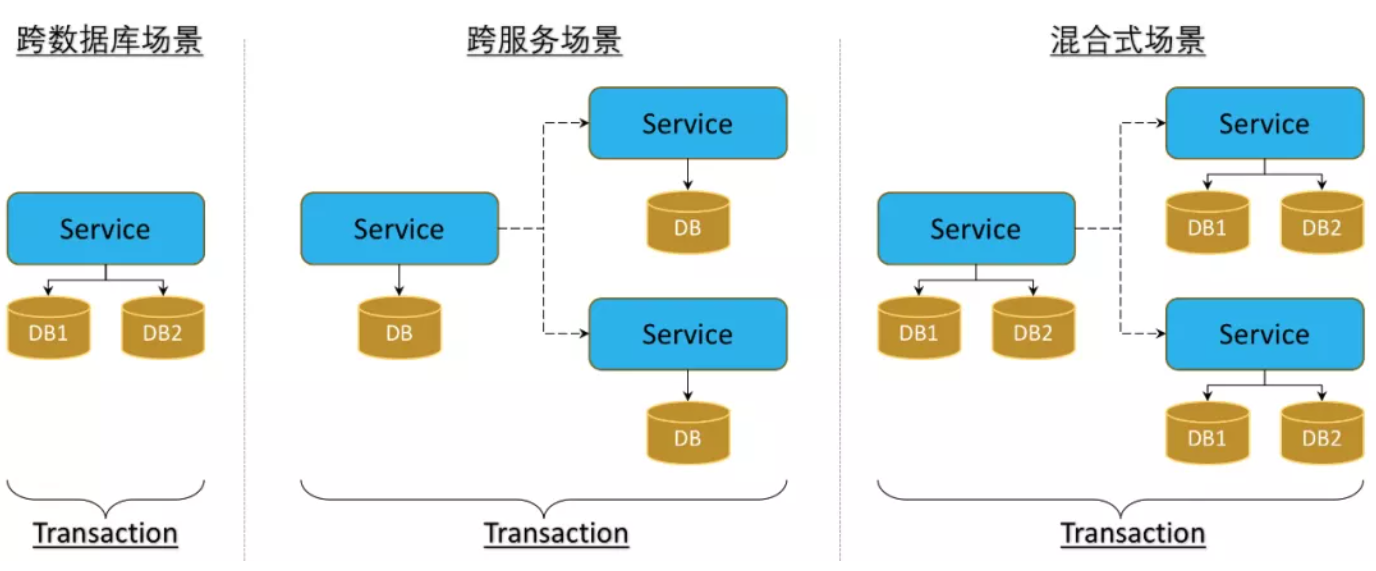 跨数据库场景
Service
DB1
DB2
Transaction
跨服务场景
Service
DB
Service
DB
Service
DB
Transaction
混合式场景
Service
DB1
DB2
Service
DB1
DB2
Service
DB1
DB2
Transaction